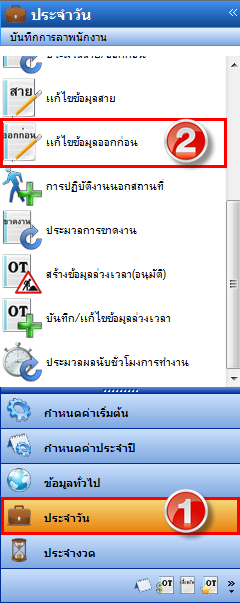 ประจำวัน
บันทึกการลาพนักงาน
สาย
แก้ไขข้อมูลสาย
ออกก่อน
แก้ไขข้อมูลออกก่อน
2
การปฏิบัติงานนอกสถานที่
ขาดงาน
ประมวลการขาดงาน
OT
สร้างข้อมูลล่วงเวลา(อนุมัติ)
OT
บันทึก/แก้ไขข้อมูลล่วงเวลา
ประมวลผลนับชั่วโมงการทำงาน
กำหนดค่าเริ่มต้น
กำหนดค่าประจำปี
ข้อมูลทั่วไป
ประจำวัน
1
ประจำงวด
OT
OT